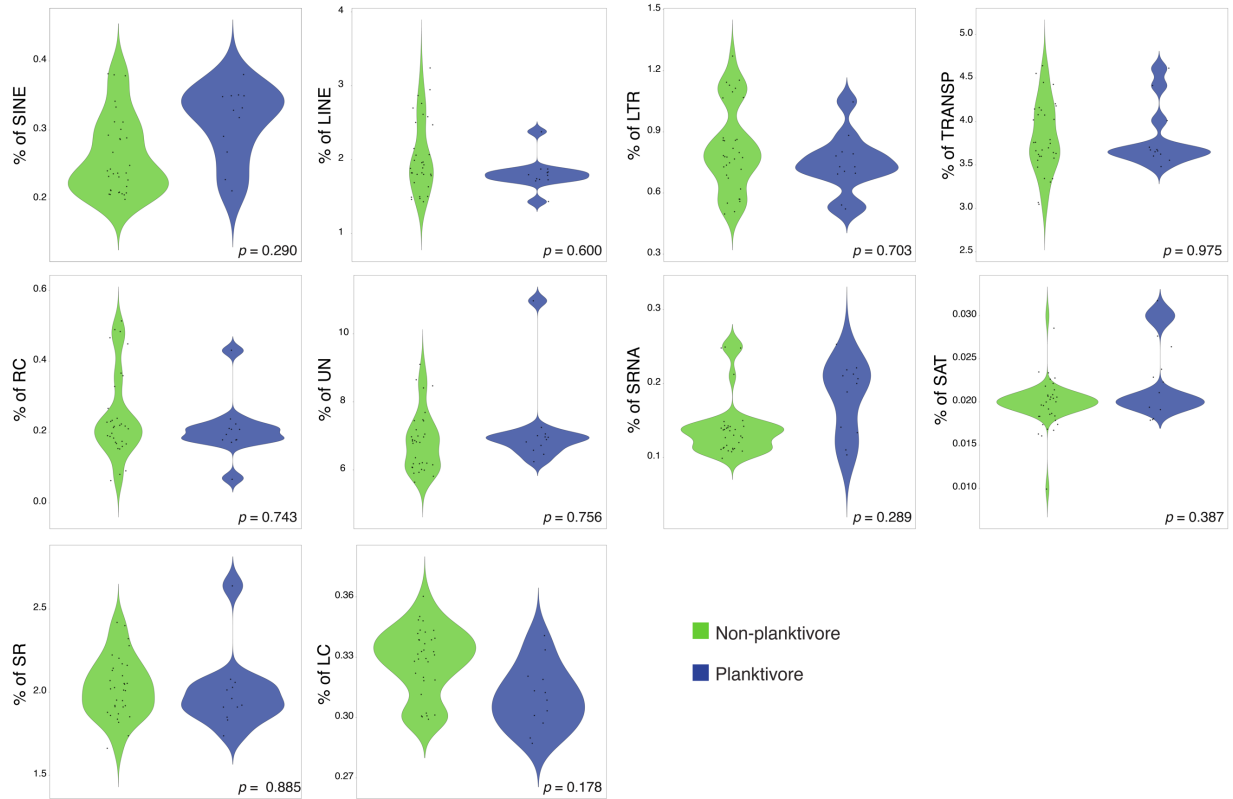 % of SINE
0.4
0.3
0.2
p = 0.290
% of LINE
4
3
2
1
p = 0.600
% of LTR
1.5
1.2
0.9
0.6
0.3
p = 0.703
% of TRANSP
5.0
4.5
4.0
3.5
3.0
2.5
p = 0.975
% of RC
0.6
0.4
0.2
0.0
p = 0.743
% of UN
10
8
6
p = 0.756
% of SRNA
0.3
0.2
0.1
p = 0.289
% of SAT
0.030
0.025
0.020
0.015
0.010
p = 0.387
% of SR
2.5
2.0
1.5
p = 0.885
% of LC
0.36
0.33
0.30
0.27
p = 0.178
Non-planktivore
Planktivore